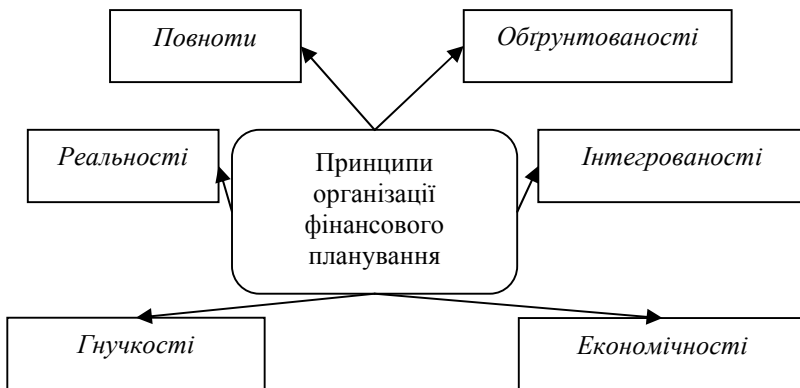 Повноти
Обґрунтованості
Реальності
Принципи
організації
фінансового
планування
Інтегрованості
Гнучкості
Економічності